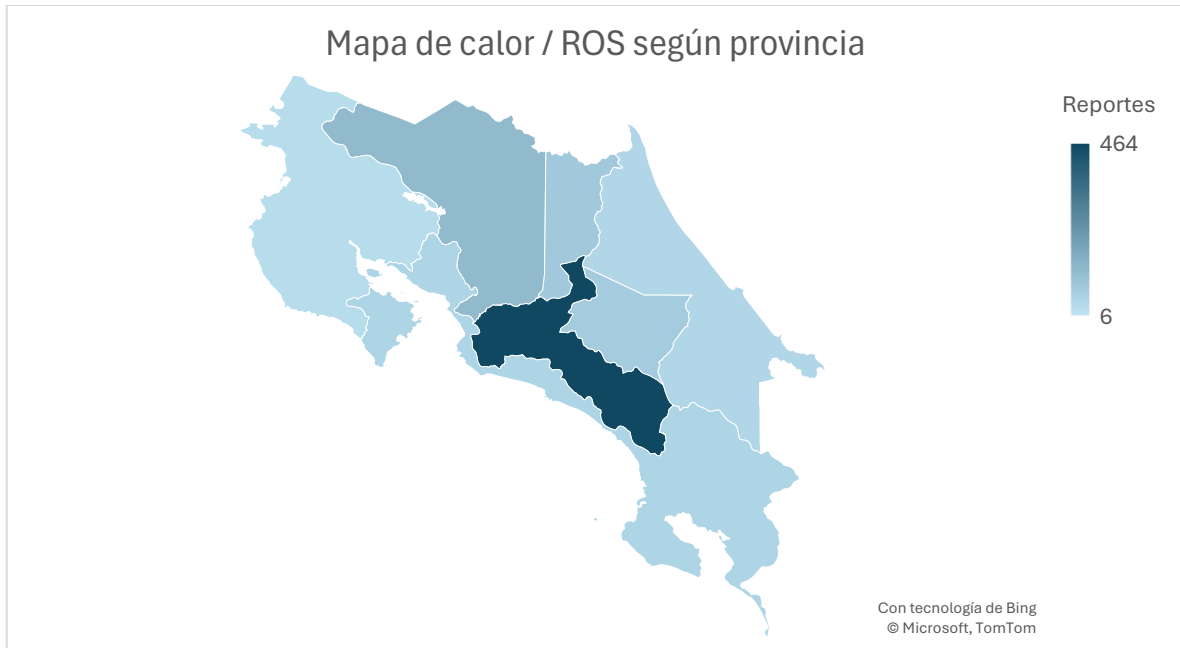 Mapa de calor / ROS según provincia
Reportes
464
6
Con tecnología de Bing
© Microsoft, TomTom